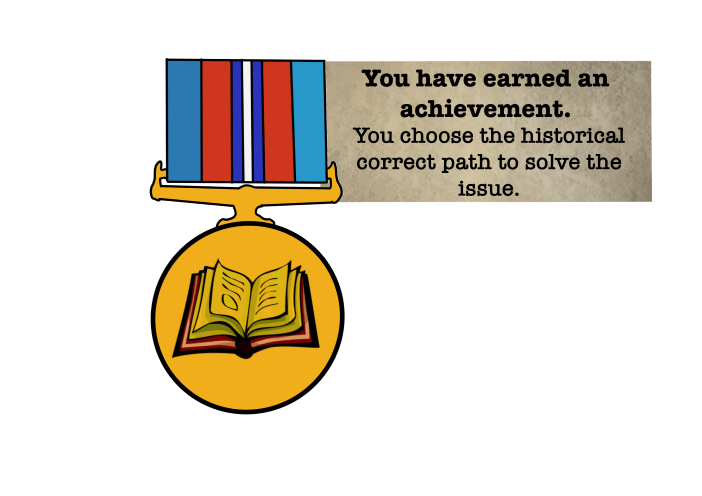 You have earned an
achievement.
You choose the historical
correct path to solve the
issue.